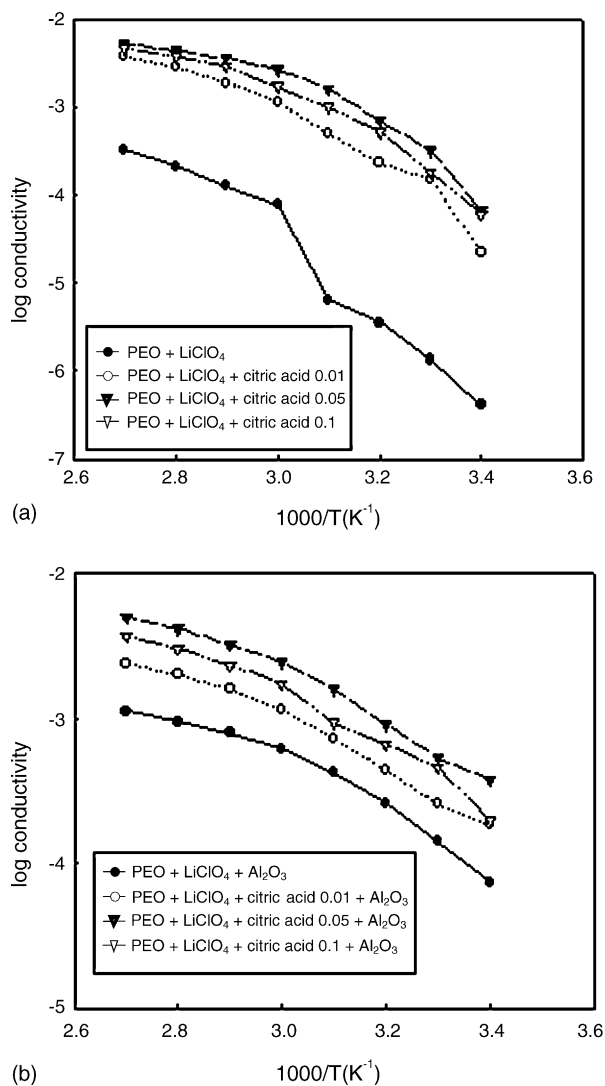 -2
-3
-4
-5
-6
-7
log conductivity
PEO + LiClO₄
PEO + LiClO₄ + citric acid 0.01
PEO + LiClO₄ + citric acid 0.05
PEO + LiClO₄ + citric acid 0.1
2.6 2.8 3.0 3.2 3.4 3.6
(a)
1000/T(K⁻¹)
-2
-3
-4
-5
log conductivity
PEO + LiClO₄ + Al₂O₃
PEO + LiClO₄ + citric acid 0.01 + Al₂O₃
PEO + LiClO₄ + citric acid 0.05 + Al₂O₃
PEO + LiClO₄ + citric acid 0.1 + Al₂O₃
2.6 2.8 3.0 3.2 3.4 3.6
(b)
1000/T(K⁻¹)